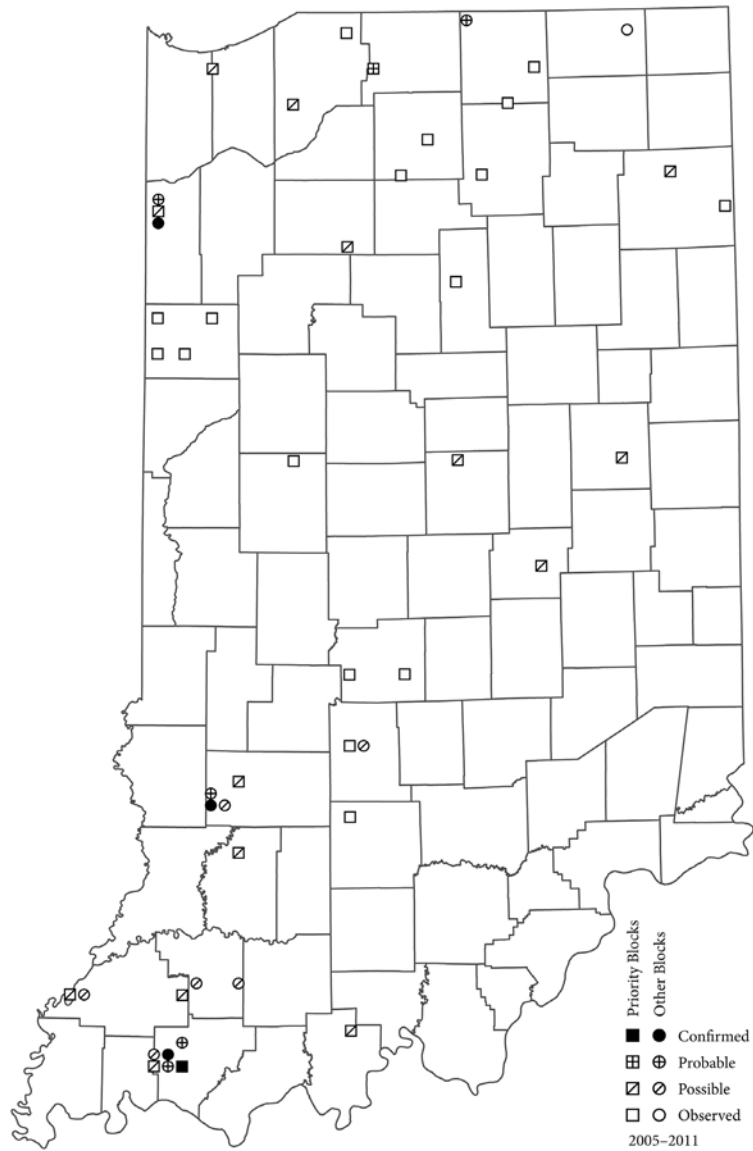 Priority Blocks
Other Blocks
Confirmed
Probable
Possible
Observed
2005–2011